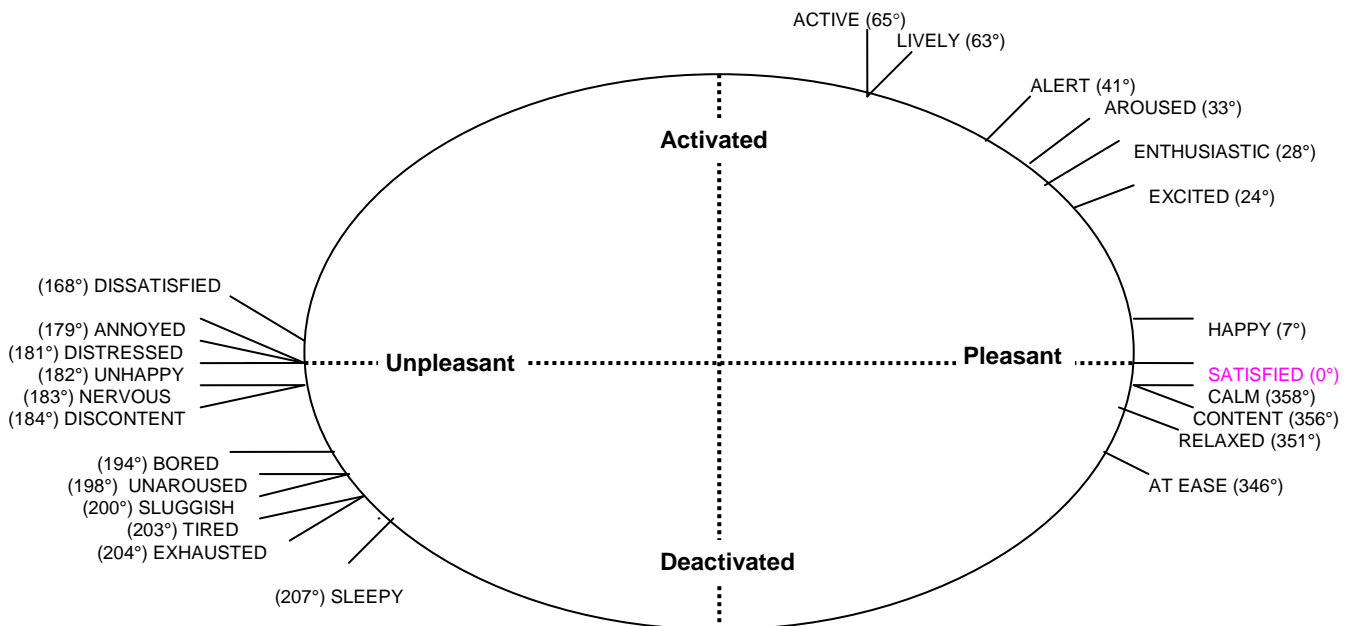 ACTIVE (65°)
LIVELY (63°)
ALERT (41°)
AROUSED (33°)
Activated
ENTHUSIASTIC (28°)
EXCITED (24°)
(168°) DISSATISFIED
(179°) ANNOYED
HAPPY (7°)
(181°) DISTRESSED
Unpleasant
Pleasant
(182°) UNHAPPY
SATISFIED (0°)
(183°) NERVOUS
CALM (358°)
(184°) DISCONTENT
CONTENT (356°)
RELAXED (351°)
(194°) BORED
(198°) UNAROUSED
AT EASE (346°)
(200°) SLUGGISH
(203°) TIRED
(204°) EXHAUSTED
Deactivated
(207°) SLEEPY